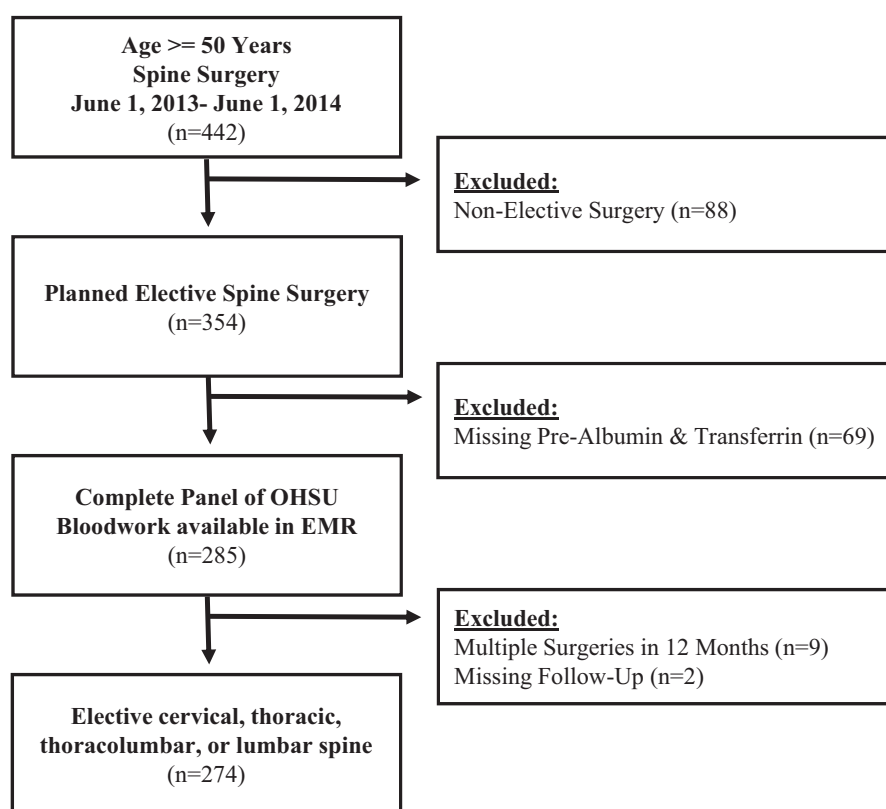 Age >= 50 Years
Spine Surgery
June 1, 2013- June 1, 2014
(n=442)
Excluded:
Non-Elective Surgery (n=88)
Planned Elective Spine Surgery
(n=354)
Excluded:
Missing Pre-Albumin & Transferrin (n=69)
Complete Panel of OHSU
Bloodwork available in EMR
(n=285)
Excluded:
Multiple Surgeries in 12 Months (n=9)
Missing Follow-Up (n=2)
Elective cervical, thoracic,
thoracolumbar, or lumbar spine
(n=274)